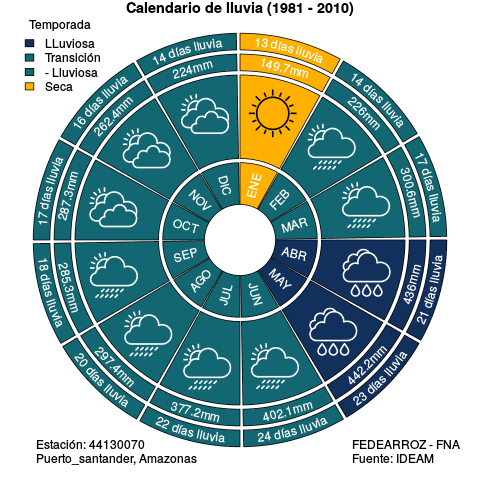 Calendario de lluvia (1981 - 2010)
Temporada
LLuviosa
Transición
- Lluviosa
Seca
13 días lluvia
149.7mm
ENE
14 días lluvia
226mm
FEB
17 días lluvia
300.6mm
MAR
21 días lluvia
436mm
ABR
23 días lluvia
442.2mm
MAY
24 días lluvia
402.1mm
JUN
22 días lluvia
377.2mm
JUL
20 días lluvia
297.4mm
AGO
18 días lluvia
285.3mm
SEP
17 días lluvia
287.3mm
OCT
16 días lluvia
262.4mm
NOV
14 días lluvia
224mm
DIC
Estación: 44130070
Puerto_santander, Amazonas
FEDEARROZ - FNA
Fuente: IDEAM